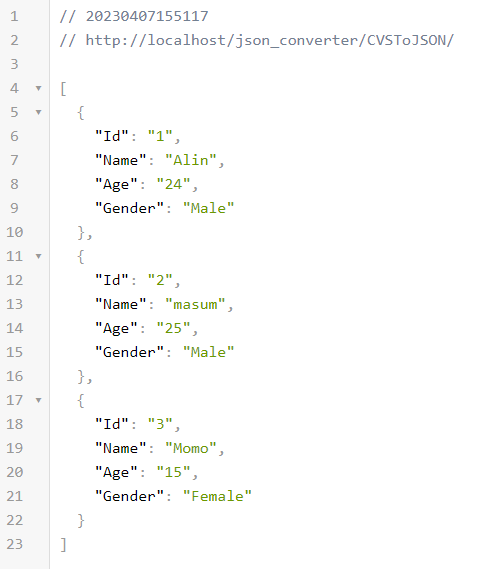 1 // 20230407155117
2 // http://localhost/json_converter/CVSToJSON/
3
4 [
5   {
6     "Id": "1",
7     "Name": "Alin",
8     "Age": "24",
9     "Gender": "Male"
10   },
11   {
12     "Id": "2",
13     "Name": "masum",
14     "Age": "25",
15     "Gender": "Male"
16   },
17   {
18     "Id": "3",
19     "Name": "Momo",
20     "Age": "15",
21     "Gender": "Female"
22   }
23 ]